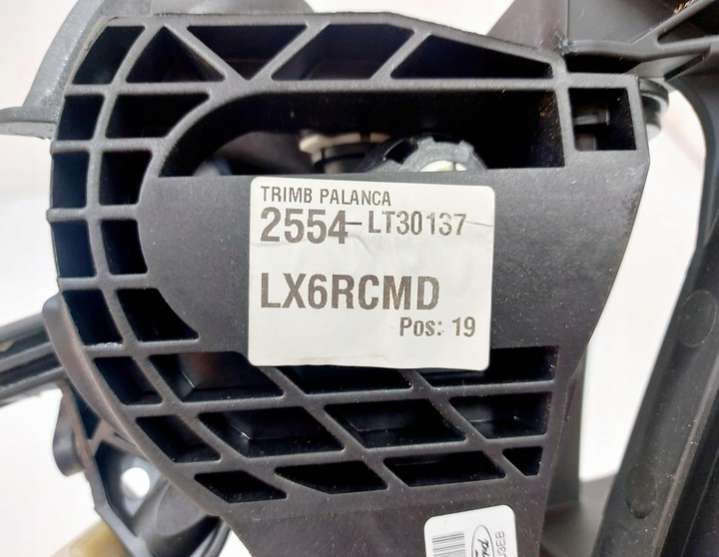 TRIMB PALANCA
2554-LT30137
LX6RCMD
Pos: 19